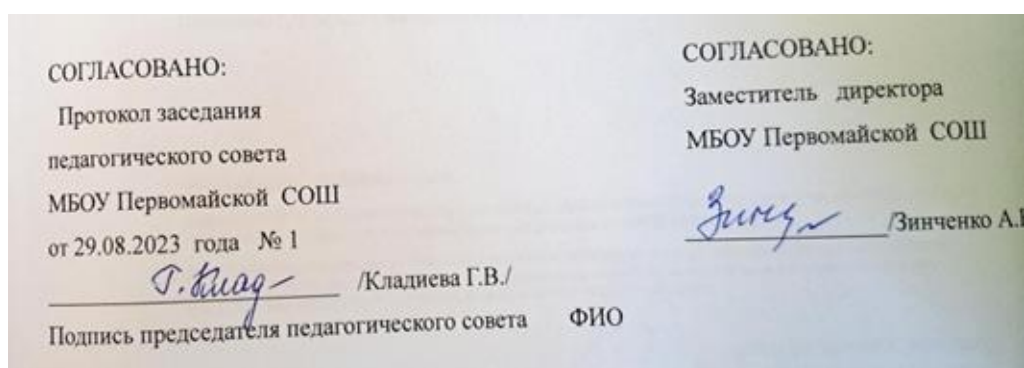 СОГЛАСОВАНО:
Протокол заседания
педагогического совета
МБОУ Первомайской СОШ
от 29.08.2023 года № 1
Г. Клад /Кладиева Г.В./
Подпись председателя педагогического совета ФИО
СОГЛАСОВАНО:
Заместитель директора
МБОУ Первомайской СОШ
/Зинченко А.